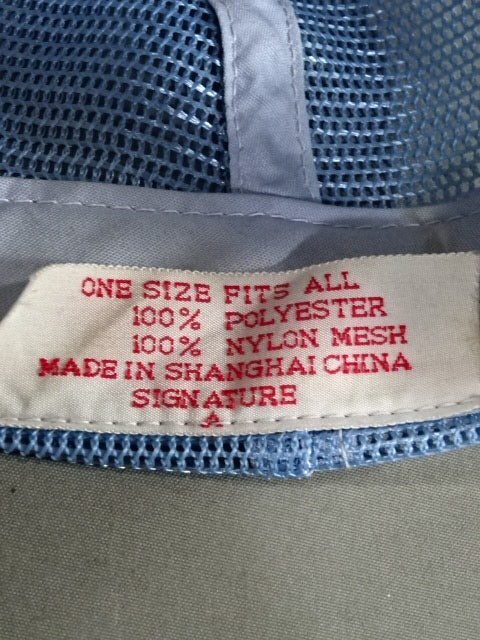 ONE SIZE FITS ALL
100% POLYESTER
100% NYLON MESH
MADE IN SHANGHAI CHINA
SIGNATURE
A